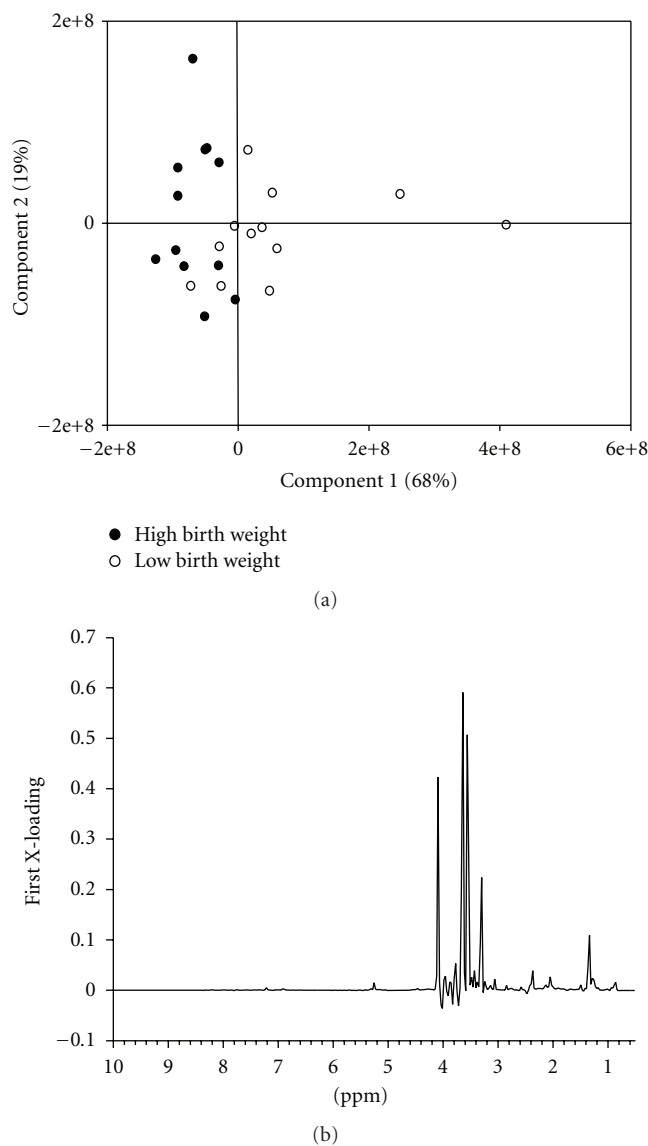 2e+8
Component 2 (19%)
0
−2e+8
−2e+8 0 2e+8 4e+8 6e+8
Component 1 (68%)
High birth weight
Low birth weight
(a)
0.7
0.6
0.5
0.4
0.3
0.2
0.1
0
−0.1
First X-loading
10 9 8 7 6 5 4 3 2 1
(ppm)
(b)